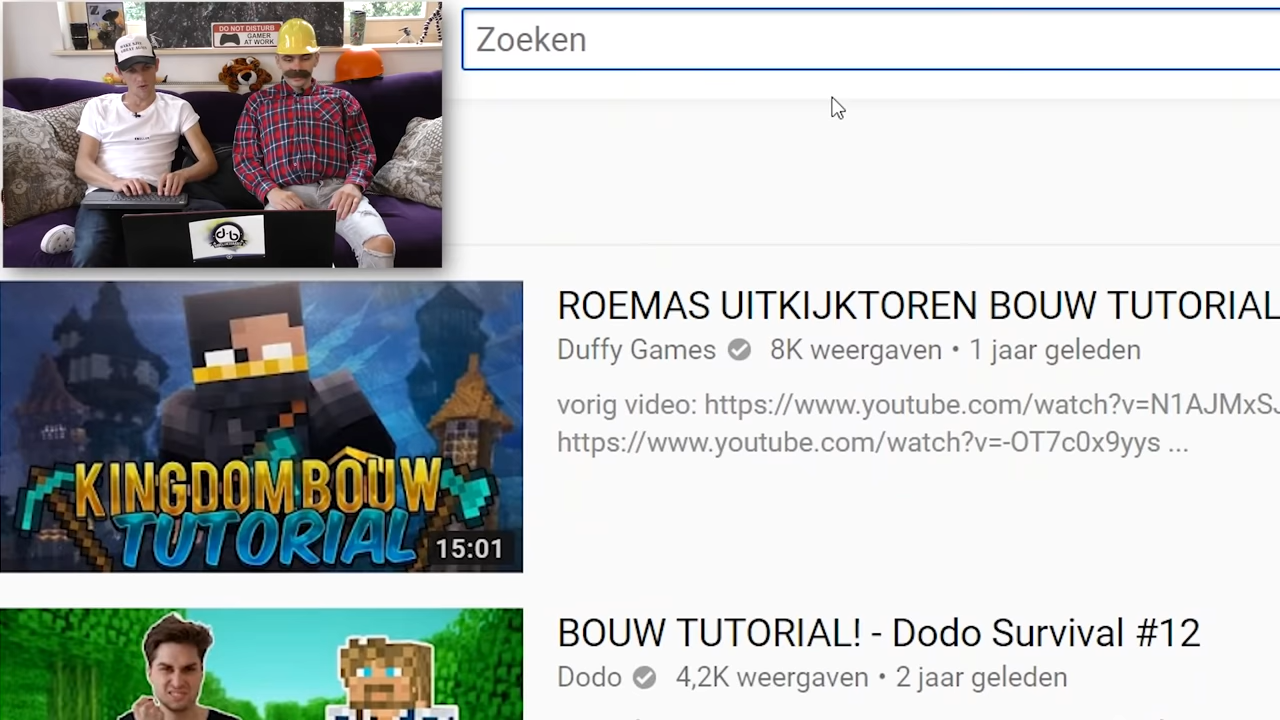 DO NOT DISTURB
GAMER
AT WORK
Zoeken
ROEMAS UITKIJKTOREN BOUW TUTORIAL
Duffy Games 8K weergaven • 1 jaar geleden
vorig video: https://www.youtube.com/watch?v=N1AJMxS
https://www.youtube.com/watch?v=-OT7c0x9yys ...
KINGDOM BOUW
TUTORIAL
15:01
BOUW TUTORIAL! - Dodo Survival #12
Dodo 4,2K weergaven • 2 jaar geleden